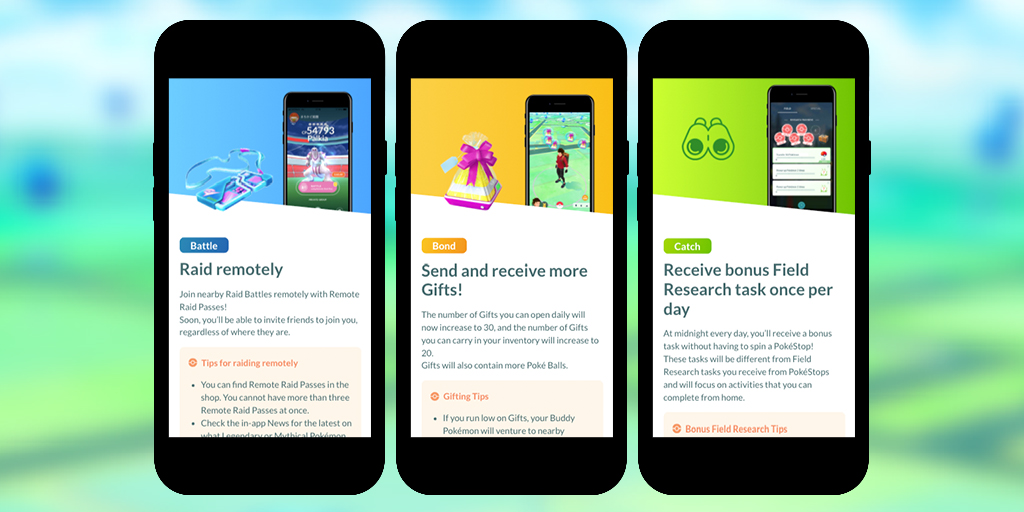 54793
Palkia
Battle
Raid remotely
Join nearby Raid Battles remotely with Remote
Raid Passes!
Soon, you'll be able to invite friends to join you,
regardless of where they are.
Tips for raiding remotely
• You can find Remote Raid Passes in the
shop. You cannot have more than three
Remote Raid Passes at once.
• Check the in-app News for the latest on
what Legendary or Mythical Pokémon
Bond
Send and receive more
Gifts!
The number of Gifts you can open daily will
now increase to 30, and the number of Gifts
you can carry in your inventory will increase to
20.
Gifts will also contain more Poké Balls.
Gifting Tips
• If you run low on Gifts, your Buddy
Pokémon will venture to nearby
Catch
Receive bonus Field
Research task once per
day
At midnight every day, you'll receive a bonus
task without having to spin a PokéStop!
These tasks will be different from Field
Research tasks you receive from PokéStops
and will focus on activities that you can
complete from home.
Bonus Field Research Tips